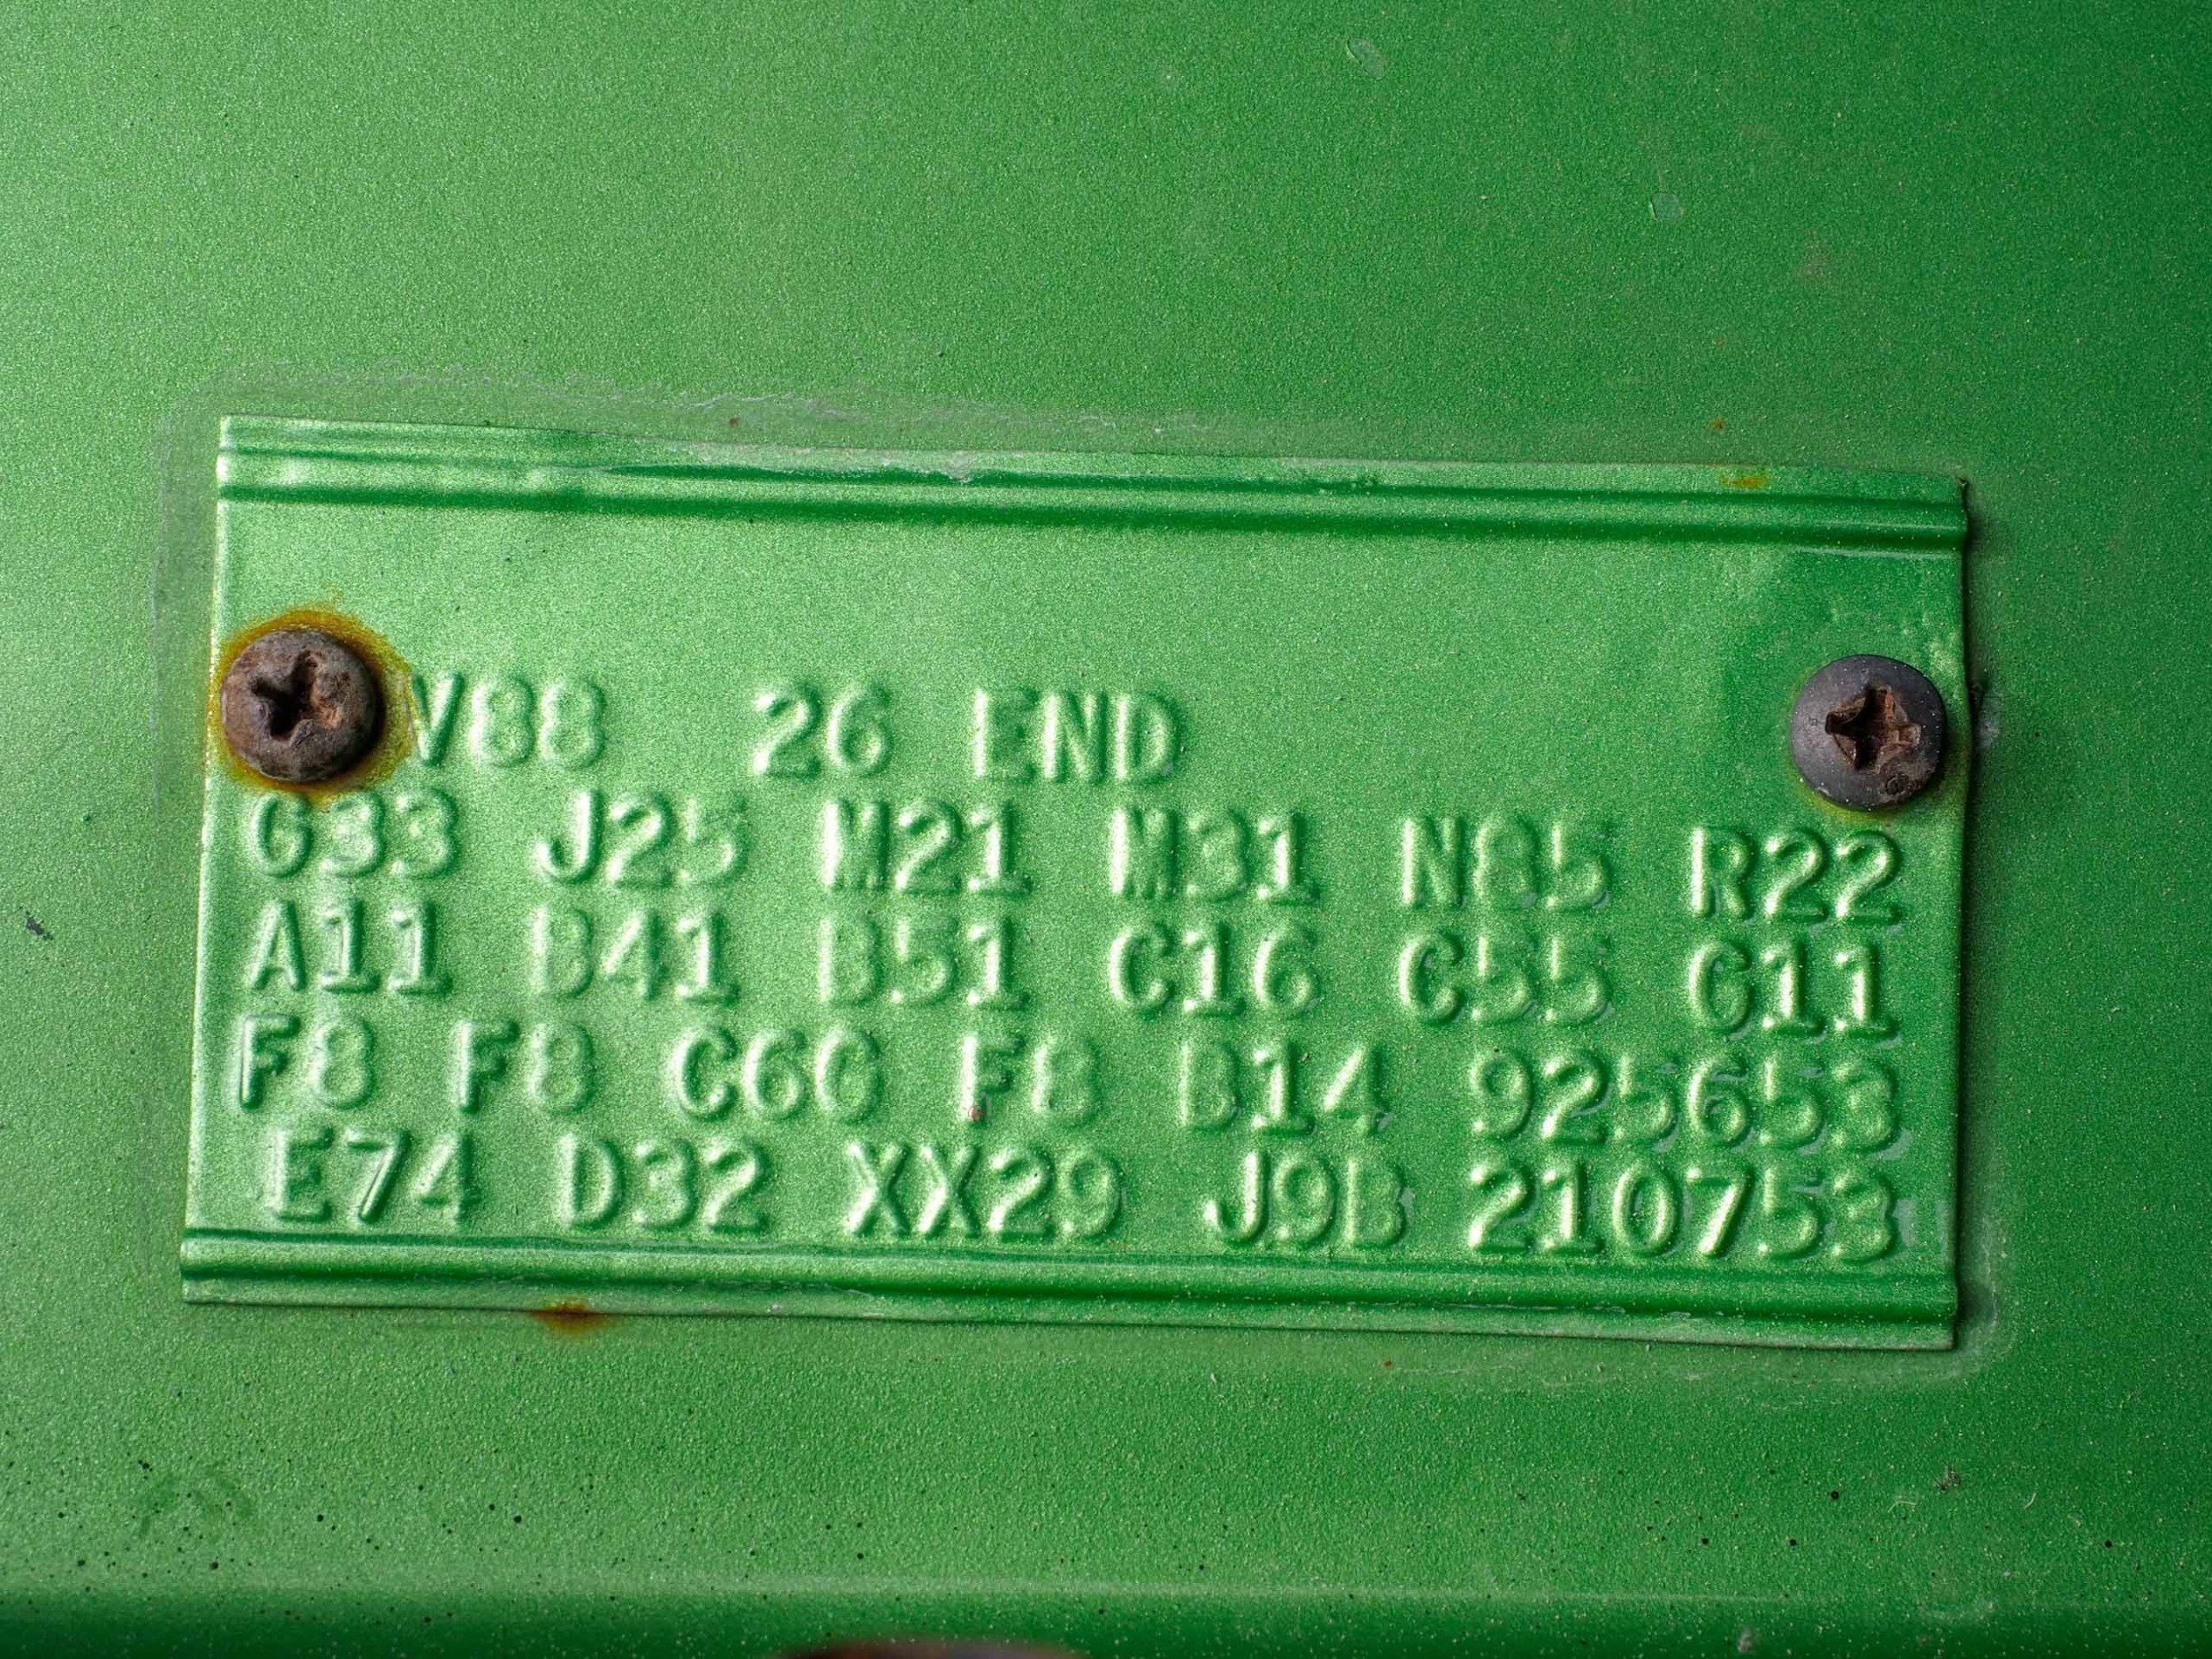 V88 26 END
G33 J25 M21 M31 N85 R22
A11 B41 B51 C16 C55 G11
F8 F8 C60 F8 B14 925653
E74 D32 XX29 J9B 210753